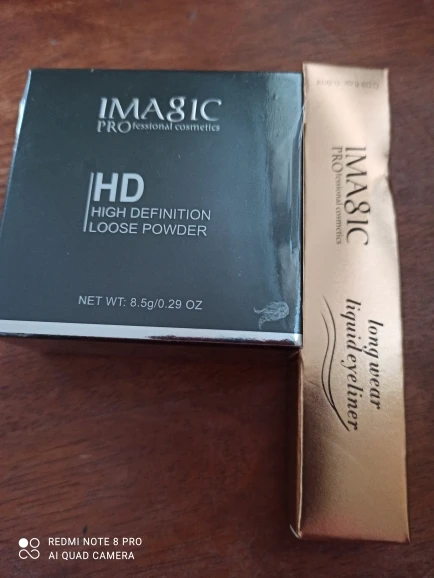 IMAGIC
PROfessional cosmetics
HD
HIGH DEFINITION
LOOSE POWDER
NET WT: 8.5g/0.29 OZ
IMAGIC
PROfessional cosmetics
long wear
liquid eyeliner
REDMI NOTE 8 PRO
AI QUAD CAMERA